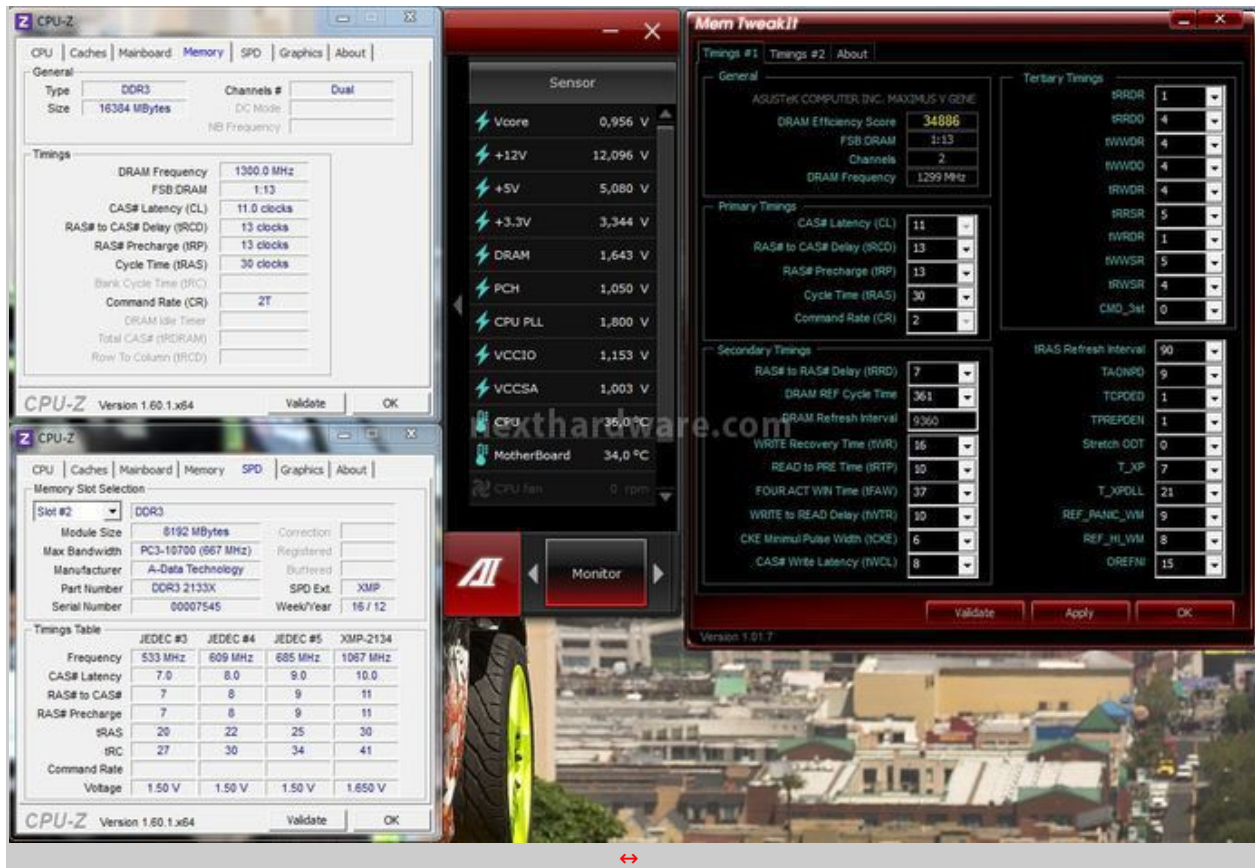 CPU-Z
CPU Caches Mainboard Memory SPD Graphics About
General
Type DDR3 Channels # Dual
Size 16384 MBytes DC Mode
NB Frequency
Timings
DRAM Frequency 1300.0 MHz
FSB:DRAM 1:13
CAS# Latency (CL) 11.0 clocks
RAS# to CAS# Delay (tRCD) 13 clocks
RAS# Precharge (tRP) 13 clocks
Cycle Time (tRAS) 30 clocks
Bank Cycle Time (tRC)
Command Rate (CR) 2T
DRAM Idle Timer
Total CAS# (tRDRAM)
Row To Column (tRCD)
CPU-Z Version 1.60.1.x64 Validate OK
CPU-Z
CPU Caches Mainboard Memory SPD Graphics About
Memory Slot Selection
Slot #2 DDR3
Module Size 8192 MBytes Correction
Max Bandwidth PC3-10700 (667 MHz) Registered
Manufacturer A-Data Technology Buffered
Part Number DDR3 2133X SPD Ext. XMP
Serial Number 00007545 Week/Year 16 / 12
Timings Table
JEDEC #3 JEDEC #4 JEDEC #5 XMP-2134
Frequency 533 MHz 609 MHz 685 MHz 1067 MHz
CAS# Latency 7.0 8.0 9.0 10.0
RAS# to CAS# 7 8 9 11
RAS# Precharge 7 8 9 11
tRAS 20 22 25 30
tRC 27 30 34 41
Command Rate
Voltage 1.50 V 1.50 V 1.50 V 1.650 V
CPU-Z Version 1.60.1.x64 Validate OK
Sensor
Vcore 0,956 V
+12V 12,096 V
+5V 5,080 V
+3.3V 3,344 V
DRAM 1,643 V
PCH 1,050 V
CPU PLL 1,800 V
VCCIO 1,153 V
VCCSA 1,003 V
CPU 36,0 ºC
MotherBoard 34,0 ºC
CPU fan 0 rpm
Monitor
nexthardware.com
Mem TweakIt
Timings #1 Timings #2 About
General
ASUSTeK COMPUTER INC. MAXIMUS V GENE
DRAM Efficiency Score 34886
FSB:DRAM 1:13
Channels 2
DRAM Frequency 1299 MHz
Primary Timings
CAS# Latency (CL) 11
RAS# to CAS# Delay (tRCD) 13
RAS# Precharge (tRP) 13
Cycle Time (tRAS) 30
Command Rate (CR) 2
Secondary Timings
RAS# to RAS# Delay (tRRD) 7
DRAM REF Cycle Time 361
DRAM Refresh Interval 9360
WRITE Recovery Time (tWR) 16
READ to PRE Time (tRTP) 10
FOUR ACT WIN Time (tFAW) 37
WRITE to READ Delay (tWTR) 10
CKE Minimul Pulse Width (tCKE) 6
CAS# Write Latency (tWCL) 8
Tertiary Timings
tRRDR 1
tRRDD 4
tWWDR 4
tWWDD 4
tRWDR 4
tRRSR 5
tWRDR 1
tWWSR 5
tRWSR 4
CMD_3st 0
tRAS Refresh Interval 90
TAONPD 9
TCPDED 1
TPREPDEN 1
Stretch ODT 0
T_XP 7
T_XPDLL 21
REF_PANIC_WM 9
REF_HI_WM 8
OREFNI 15
Validate Apply OK
Version 1.01.7